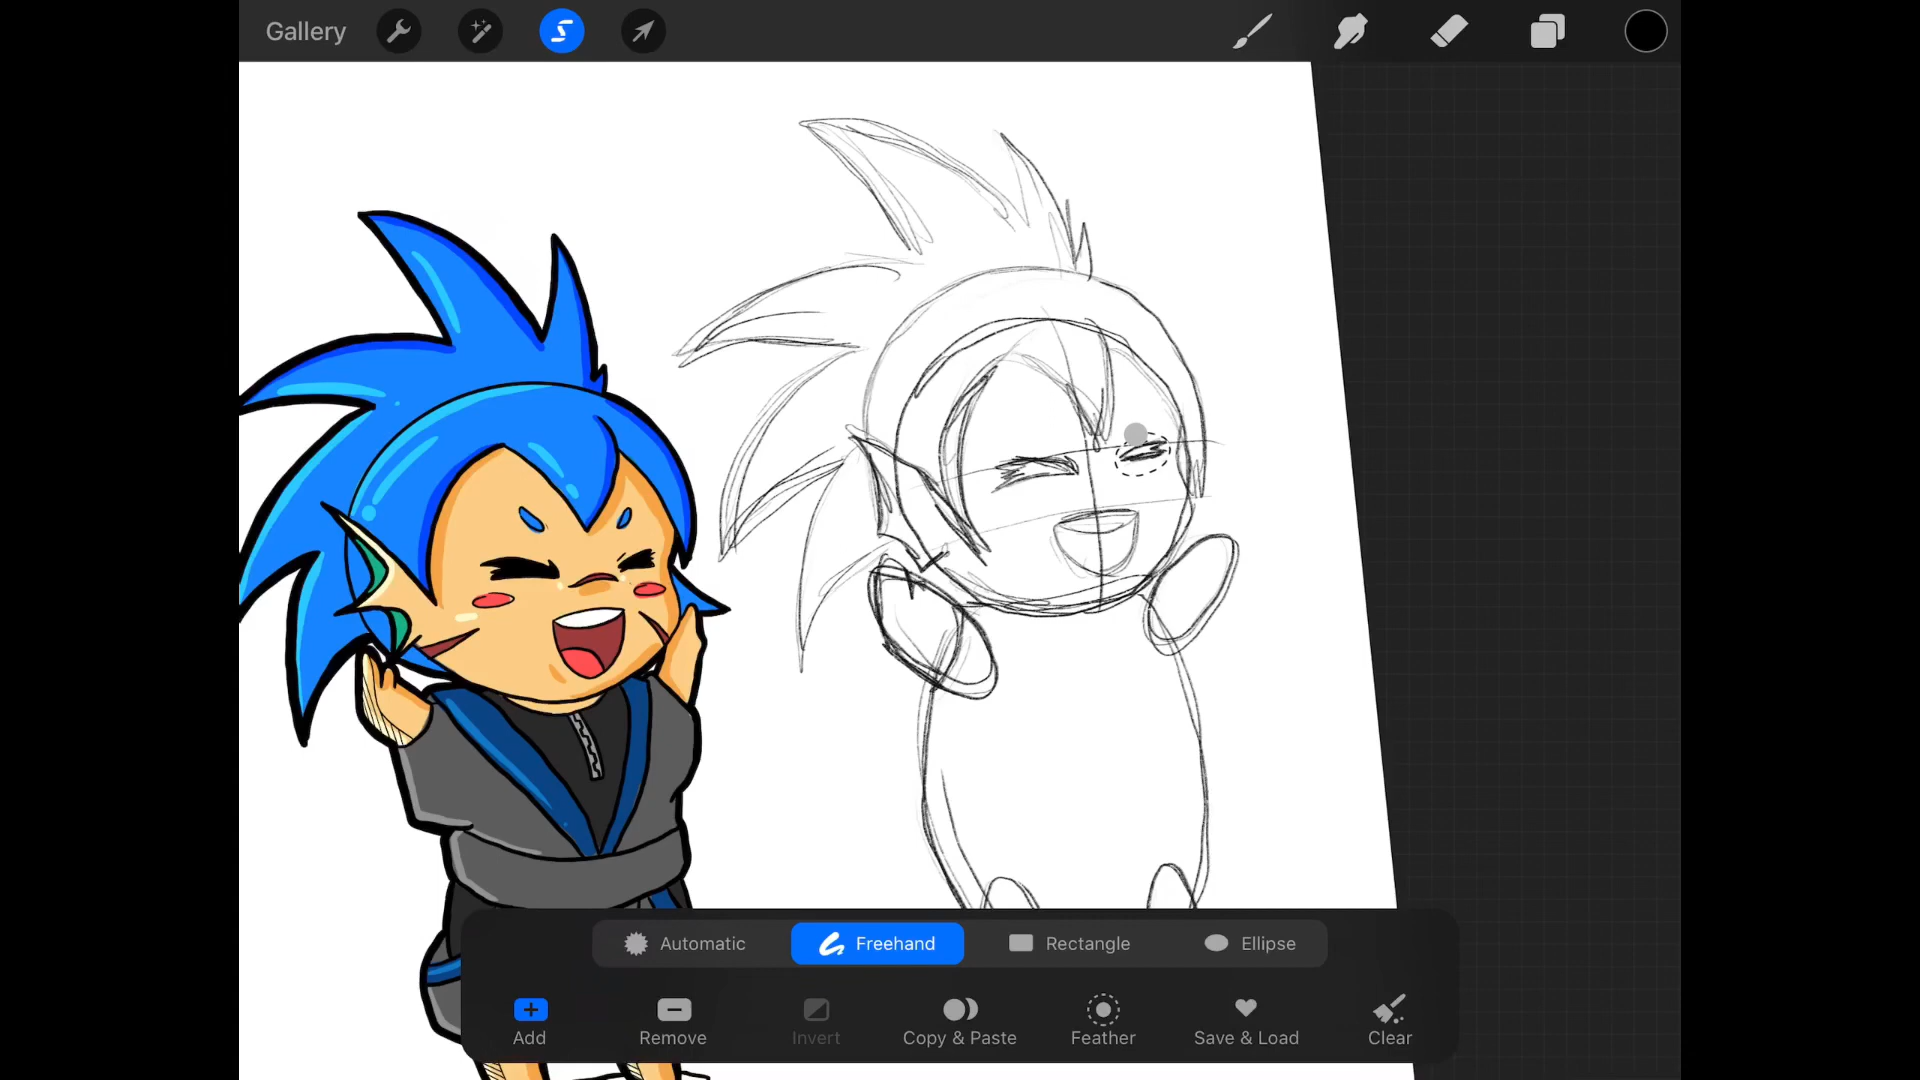 Gallery
Automatic Freehand Rectangle Ellipse
Add Remove Invert Copy & Paste Feather Save & Load Clear